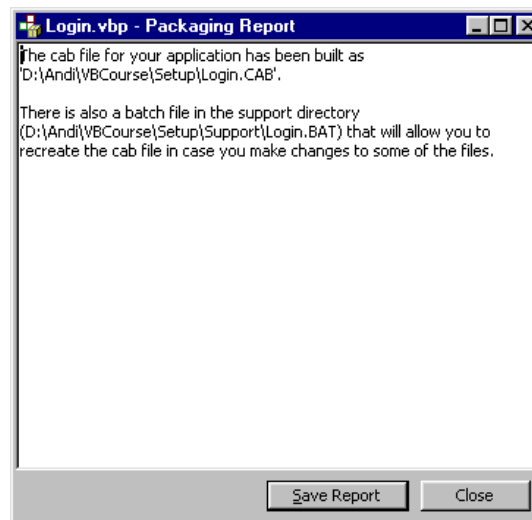 Login.vbp - Packaging Report
The cab file for your application has been built as
'D:\Andi\VBCourse\Setup\Login.CAB'.
There is also a batch file in the support directory
(D:\Andi\VBCourse\Setup\Support\Login.BAT) that will allow you to
recreate the cab file in case you make changes to some of the files.
Save Report Close